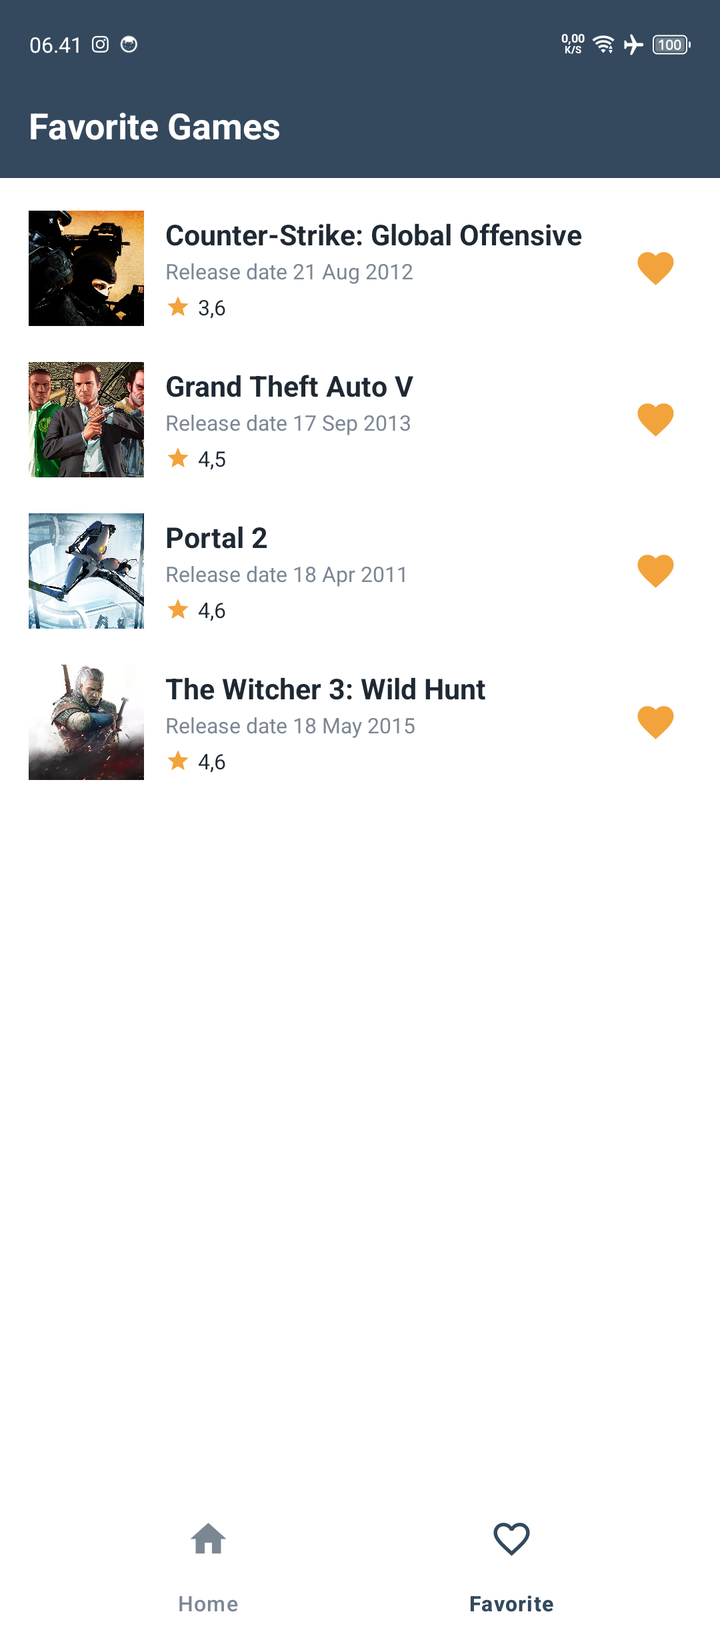 06.41
0,00
K/S
100
Favorite Games
Counter-Strike: Global Offensive
Release date 21 Aug 2012
3,6
Grand Theft Auto V
Release date 17 Sep 2013
4,5
Portal 2
Release date 18 Apr 2011
4,6
The Witcher 3: Wild Hunt
Release date 18 May 2015
4,6
Home
Favorite